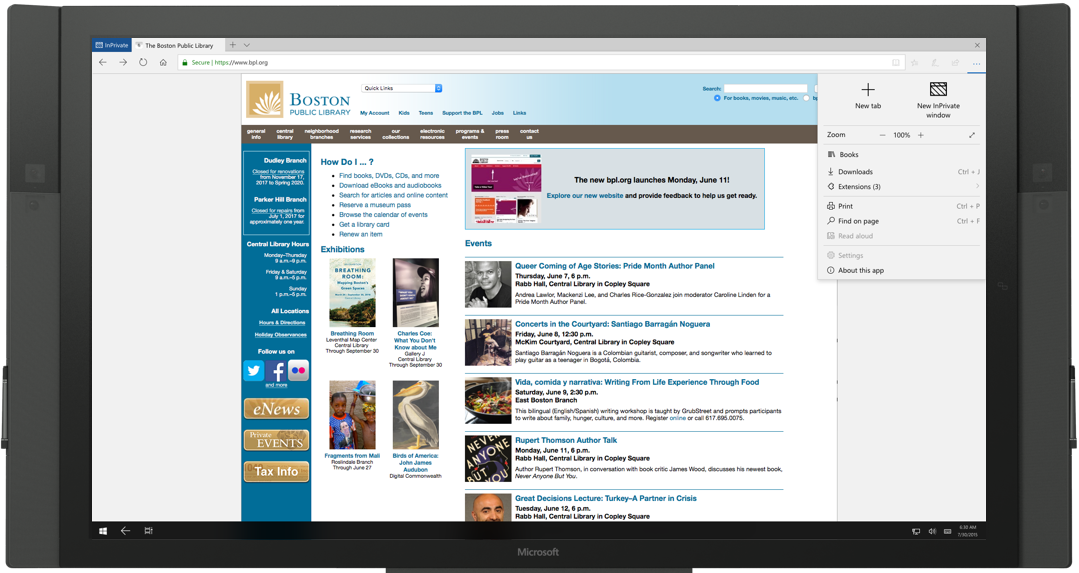 InPrivate
The Boston Public Library
Secure | https://www.bpl.org
BOSTON
PUBLIC LIBRARY
Quick Links
My Account Kids Teens Support the BPL Jobs Links
Search:
For books, movies, music, etc.
general info
central library
neighborhood branches
research services
our collections
electronic resources
programs & events
press room
contact us
Dudley Branch
Closed for renovations
from November 17,
2017 to Spring 2020.
Parker Hill Branch
Closed for repairs from
July 1, 2017 for
approximately one year.
Central Library Hours
Monday–Thursday
9 a.m.–9 p.m.
Friday & Saturday
9 a.m.–5 p.m.
Sunday
1 p.m.–5 p.m.
All Locations
Hours & Directions
Holiday Observances
Follow us on
and more
eNews
Private
EVENTS
Tax Info
How Do I ... ?
Find books, DVDs, CDs, and more
Download eBooks and audiobooks
Search for articles and online content
Reserve a museum pass
Browse the calendar of events
Get a library card
Renew an item
Exhibitions
BREATHING
ROOM:
Mapping Boston's
Green Spaces
Breathing Room
Leventhal Map Center
Central Library
Through September 30
Charles Coe:
What You Don't
Know about Me
Gallery J
Central Library
Through September 30
Fragments from Mali
Roslindale Branch
Through June 27
Birds of America:
John James
Audubon
Digital Commonwealth
The new bpl.org launches Monday, June 11!
Explore our new website and provide feedback to help us get ready.
Events
Queer Coming of Age Stories: Pride Month Author Panel
Thursday, June 7, 6 p.m.
Rabb Hall, Central Library in Copley Square
Andrea Lawlor, Mackenzi Lee, and Charles Rice-Gonzalez join moderator Caroline Linden for a
Pride Month Author Panel.
Concerts in the Courtyard: Santiago Barragán Noguera
Friday, June 8, 12:30 p.m.
McKim Courtyard, Central Library in Copley Square
Santiago Barragán Noguera is a Colombian guitarist, composer, and songwriter who learned to
play guitar as a teenager in Bogotá, Colombia.
Vida, comida y narrativa: Writing From Life Experience Through Food
Saturday, June 9, 2:30 p.m.
East Boston Branch
This bilingual (English/Spanish) writing workshop is taught by GrubStreet and prompts participants
to write about family, hunger, culture, and more. Register online or call 617.695.0075.
NEVER
ANYONE
BUT YOU
Rupert Thomson Author Talk
Monday, June 11, 6 p.m.
Rabb Hall, Central Library in Copley Square
Author Rupert Thomson, in conversation with book critic James Wood, discusses his newest book,
Never Anyone But You.
Great Decisions Lecture: Turkey–A Partner in Crisis
Tuesday, June 12, 6 p.m.
Rabb Hall, Central Library in Copley Square
New tab
New InPrivate
window
Zoom – 100% +
Books
Downloads Ctrl + J
Extensions (3)
Print Ctrl + P
Find on page Ctrl + F
Read aloud
Settings
About this app
6:30 AM
7/30/2015
Microsoft